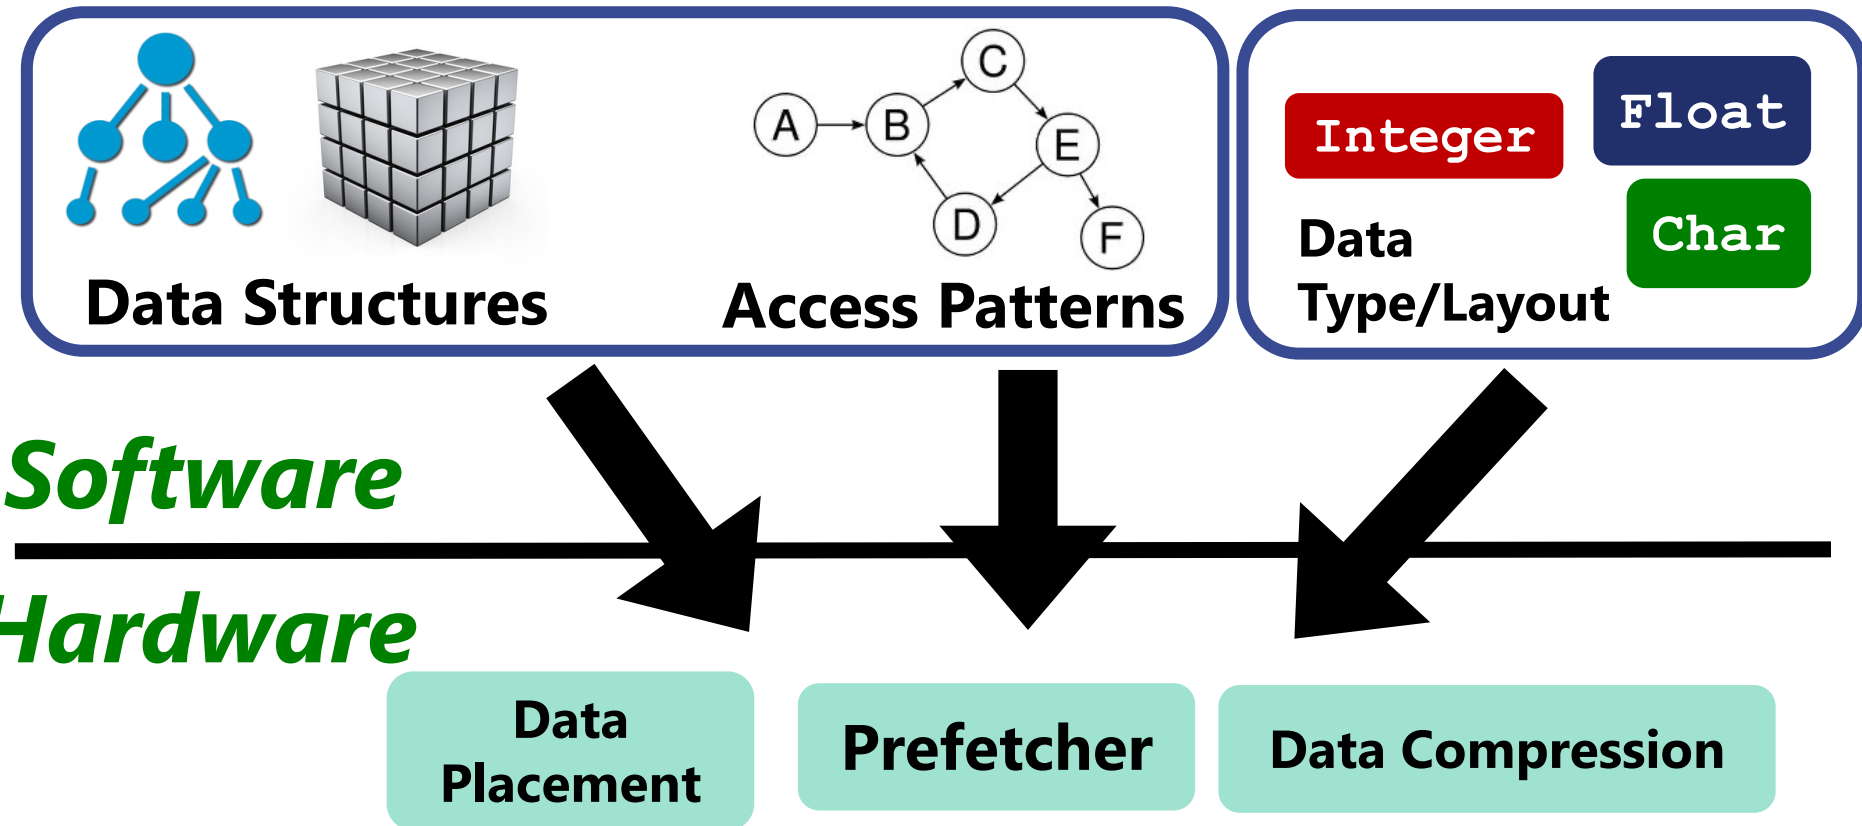 C
A
B
E
D
F
Data Structures
Access Patterns
Integer
Float
Char
Data
Type/Layout
Software
Hardware
Data
Placement
Prefetcher
Data Compression